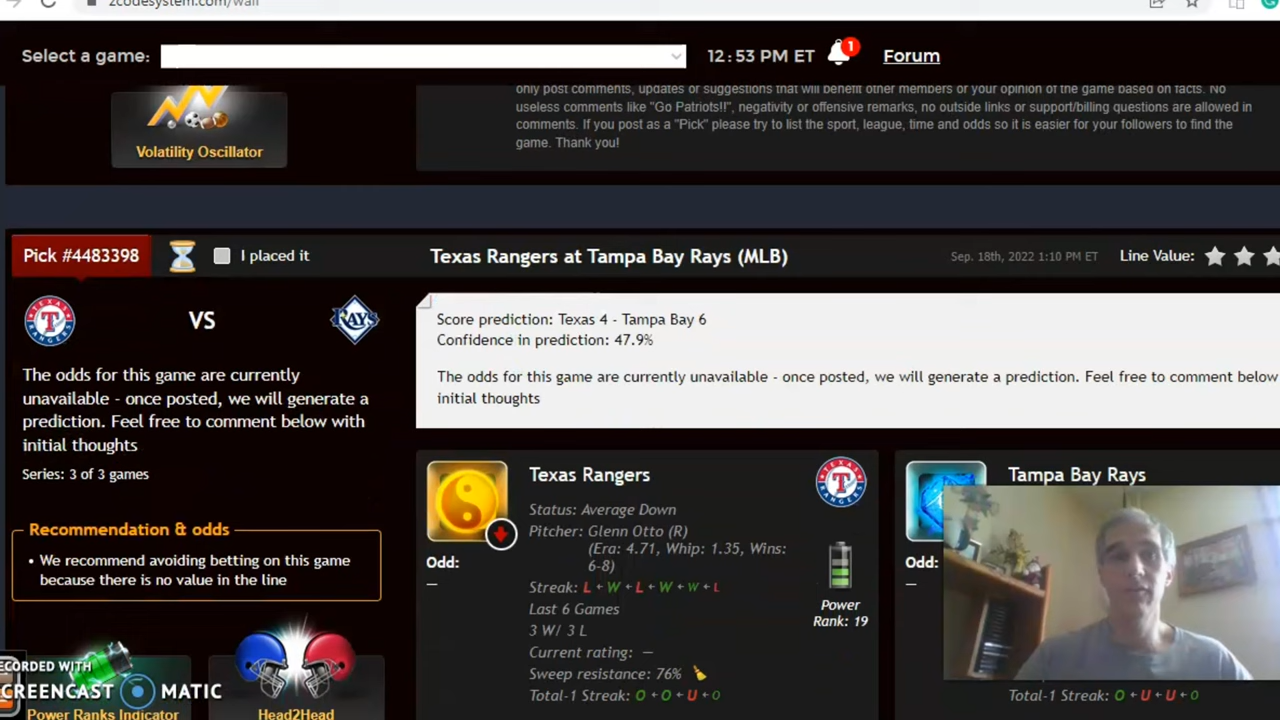 2codesystem.com/wall
Select a game:
12:53 PM ET
1
Forum
only post comments, updates or suggestions that will benefit other members or your opinion of the game based on facts. No
useless comments like "Go Patriots!!", negativity or offensive remarks, no outside links or support/billing questions are allowed in
comments. If you post as a "Pick" please try to list the sport, league, time and odds so it is easier for your followers to find the
game. Thank you!
Volatility Oscillator
Pick #4483398
I placed it
Texas Rangers at Tampa Bay Rays (MLB)
Sep. 18th, 2022 1:10 PM ET
Line Value:
TEXAS RANGERS
VS
RAYS
The odds for this game are currently
unavailable - once posted, we will generate a
prediction. Feel free to comment below with
initial thoughts
Series: 3 of 3 games
Score prediction: Texas 4 - Tampa Bay 6
Confidence in prediction: 47.9%
The odds for this game are currently unavailable - once posted, we will generate a prediction. Feel free to comment below
initial thoughts
Recommendation & odds
• We recommend avoiding betting on this game
because there is no value in the line
Texas Rangers
Status: Average Down
Pitcher: Glenn Otto (R)
(Era: 4.71, Whip: 1.35, Wins:
6-8)
Odd:
—
Streak: L W L W W L
Last 6 Games
3 W/ 3 L
Current rating: —
Sweep resistance: 76%
Total-1 Streak: O O U O
Power
Rank: 19
Tampa Bay Rays
Odd:
—
Total-1 Streak: O U U O
RECORDED WITH
SCREENCAST MATIC
Power Ranks Indicator
Head2Head